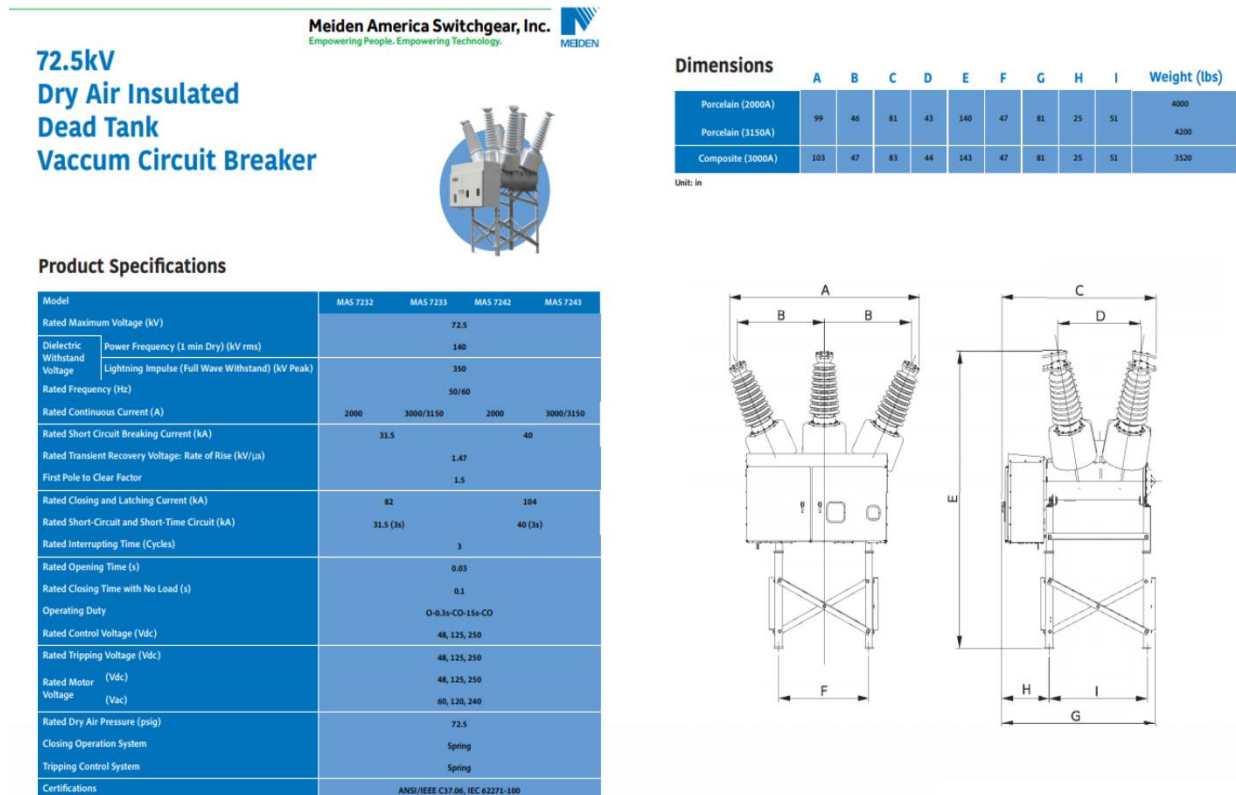 Meiden America Switchgear, Inc.
Empowering People. Empowering Technology.
MEIDEN
72.5kV
Dry Air Insulated
Dead Tank
Vaccum Circuit Breaker
Product Specifications
Model MAS 7232 MAS 7233 MAS 7242 MAS 7243
Rated Maximum Voltage (kV) 72.5
Dielectric Withstand Voltage
Power Frequency (1 min Dry) (kV rms) 140
Lightning Impulse (Full Wave Withstand) (kV Peak) 350
Rated Frequency (Hz) 50/60
Rated Continuous Current (A) 2000 3000/3150 2000 3000/3150
Rated Short Circuit Breaking Current (kA) 31.5 40
Rated Transient Recovery Voltage: Rate of Rise (kV/µs) 1.47
First Pole to Clear Factor 1.5
Rated Closing and Latching Current (kA) 82 104
Rated Short-Circuit and Short-Time Circuit (kA) 31.5 (3s) 40 (3s)
Rated Interrupting Time (Cycles) 3
Rated Opening Time (s) 0.03
Rated Closing Time with No Load (s) 0.1
Operating Duty O-0.3s-CO-15s-CO
Rated Control Voltage (Vdc) 48, 125, 250
Rated Tripping Voltage (Vdc) 48, 125, 250
Rated Motor Voltage
(Vdc) 48, 125, 250
(Vac) 60, 120, 240
Rated Dry Air Pressure (psig) 72.5
Closing Operation System Spring
Tripping Control System Spring
Certifications ANSI/IEEE C37.06, IEC 62271-100
Dimensions
A B C D E F G H I Weight (lbs)
Porcelain (2000A) 4000
99 46 81 43 140 47 81 25 51
Porcelain (3150A) 4200
Composite (3000A) 103 47 83 44 143 47 81 25 51 3520
Unit: in
A
B B
C
D
E
F
H I
G